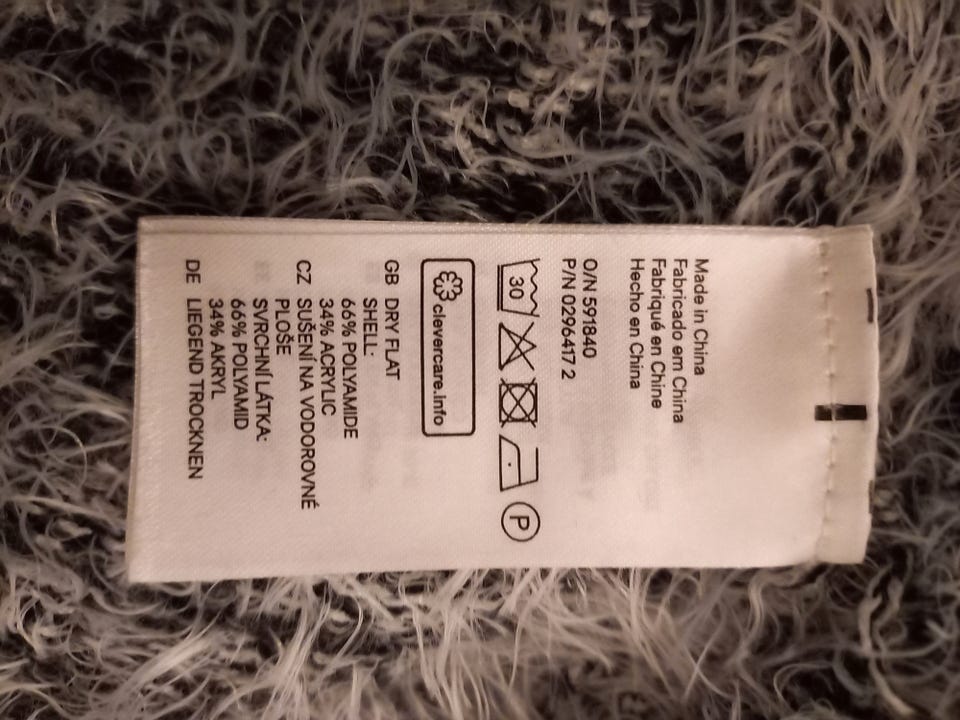 Made in China
Fabricado em China
Fabriqué en Chine
Hecho en China
O/N 591840
P/N 0296417 2
30
P
clevercare.info
GB DRY FLAT
SHELL:
66% POLYAMIDE
34% ACRYLIC
CZ SUŠENÍ NA VODOROVNÉ
PLOŠE
SVRCHNÍ LÁTKA:
66% POLYAMID
34% AKRYL
DE LIEGEND TROCKNEN